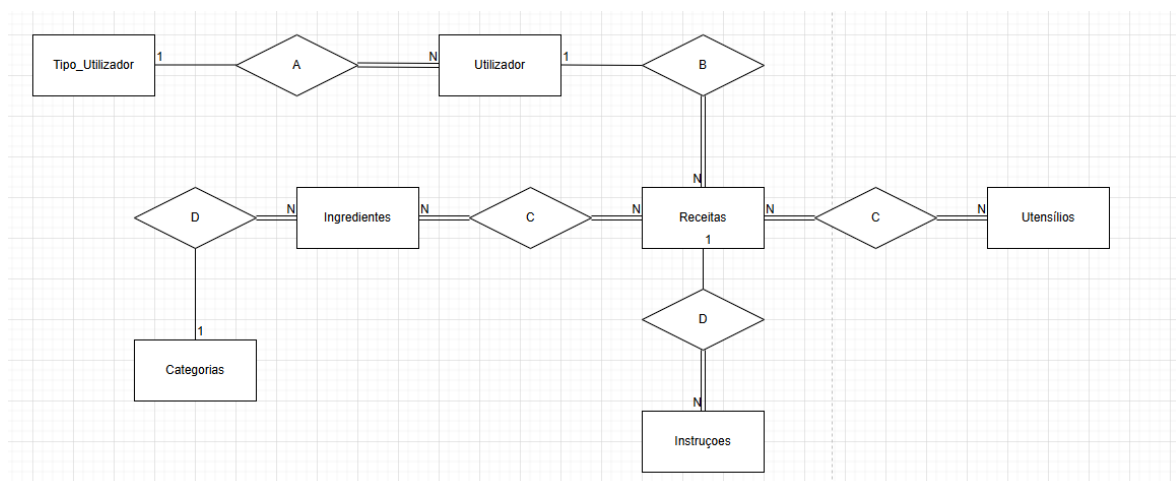 Tipo_Utilizador 1 A N Utilizador 1 B
N
D N Ingredientes N C N Receitas N C N Utensílios
1
D
1
Categorias
N
Instruçoes